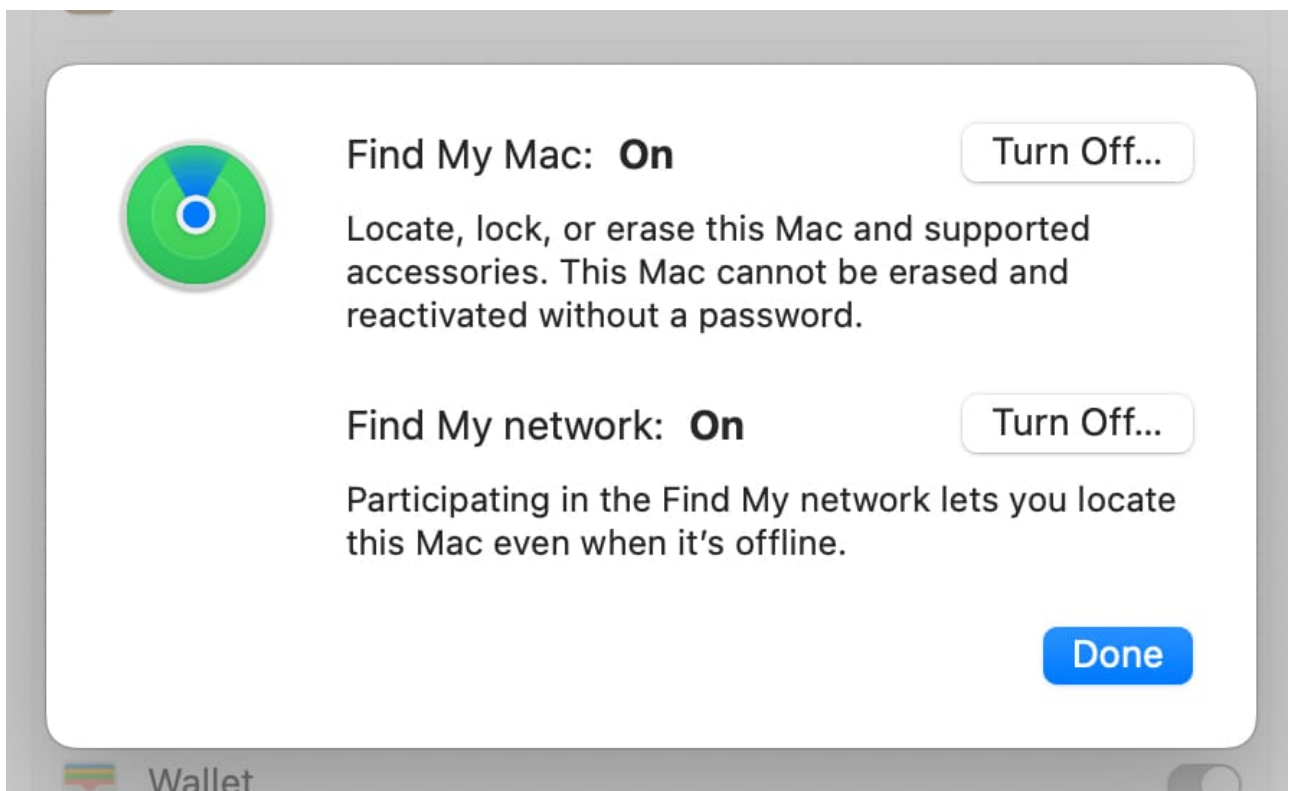 Find My Mac: On
Turn Off...
Locate, lock, or erase this Mac and supported
accessories. This Mac cannot be erased and
reactivated without a password.
Find My network: On
Turn Off...
Participating in the Find My network lets you locate
this Mac even when it's offline.
Done
Wallet